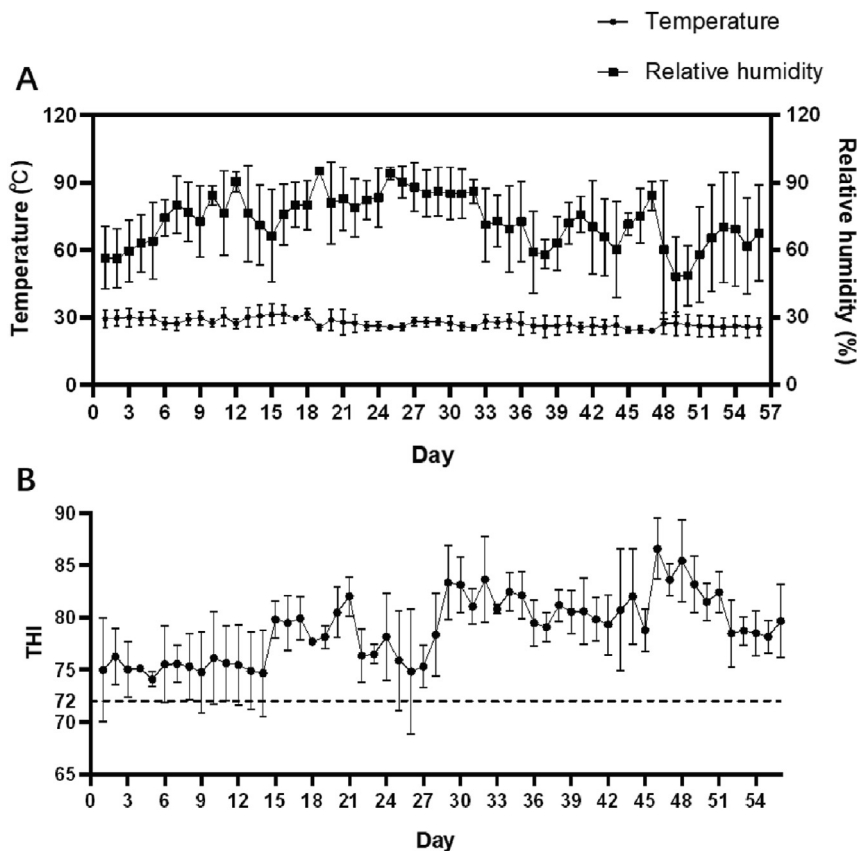 Temperature
Relative humidity
A
120 120
90 90
60 60
30 30
0 0
Temperature (℃)
Relative humidity (%)
0 3 6 9 12 15 18 21 24 27 30 33 36 39 42 45 48 51 54 57
Day
B
90
85
80
75
72
70
65
THI
0 3 6 9 12 15 18 21 24 27 30 33 36 39 42 45 48 51 54
Day